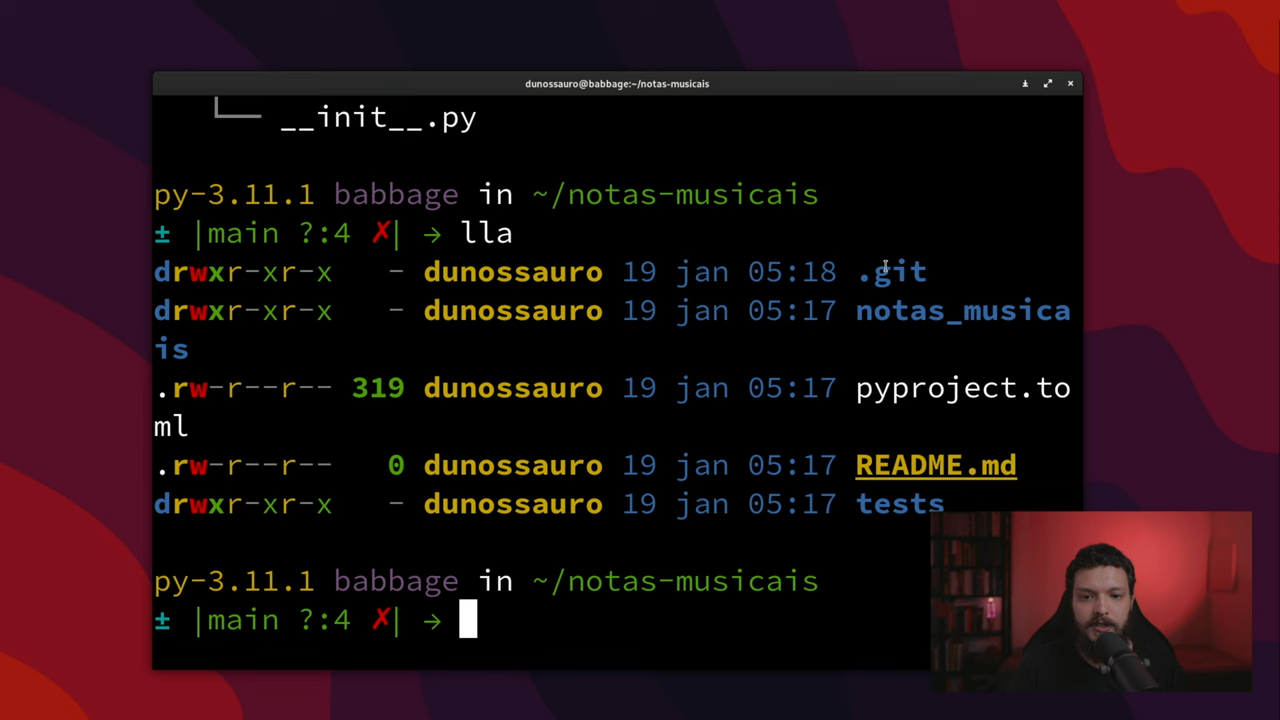 dunossauro@babbage:~/notas-musicais
└── __init__.py
py-3.11.1 babbage in ~/notas-musicais
± |main ?:4 ✗| → lla
drwxr-xr-x - dunossauro 19 jan 05:18 .git
drwxr-xr-x - dunossauro 19 jan 05:17 notas_musica
is
.rw-r--r-- 319 dunossauro 19 jan 05:17 pyproject.to
ml
.rw-r--r-- 0 dunossauro 19 jan 05:17 README.md
drwxr-xr-x - dunossauro 19 jan 05:17 tests
py-3.11.1 babbage in ~/notas-musicais
± |main ?:4 ✗| →